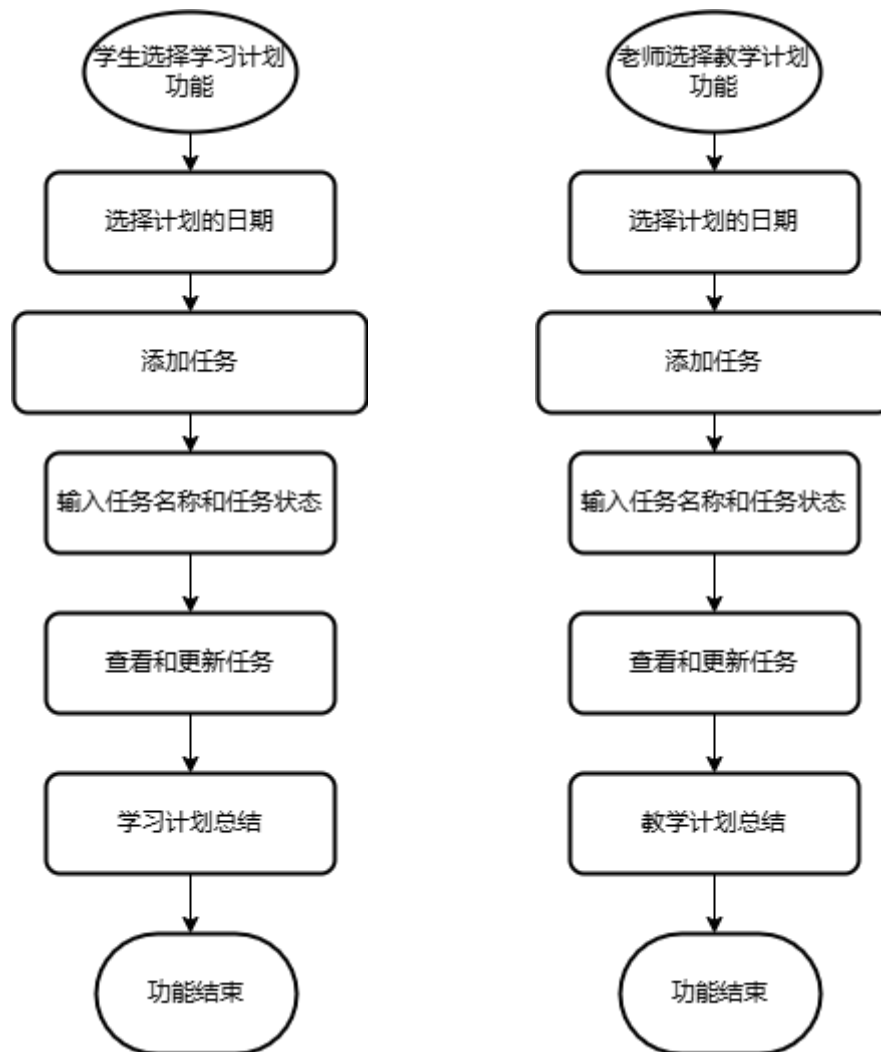 学生选择学习计划
功能
选择计划的日期
添加任务
输入任务名称和任务状态
查看和更新任务
学习计划总结
功能结束
老师选择教学计划
功能
选择计划的日期
添加任务
输入任务名称和任务状态
查看和更新任务
教学计划总结
功能结束